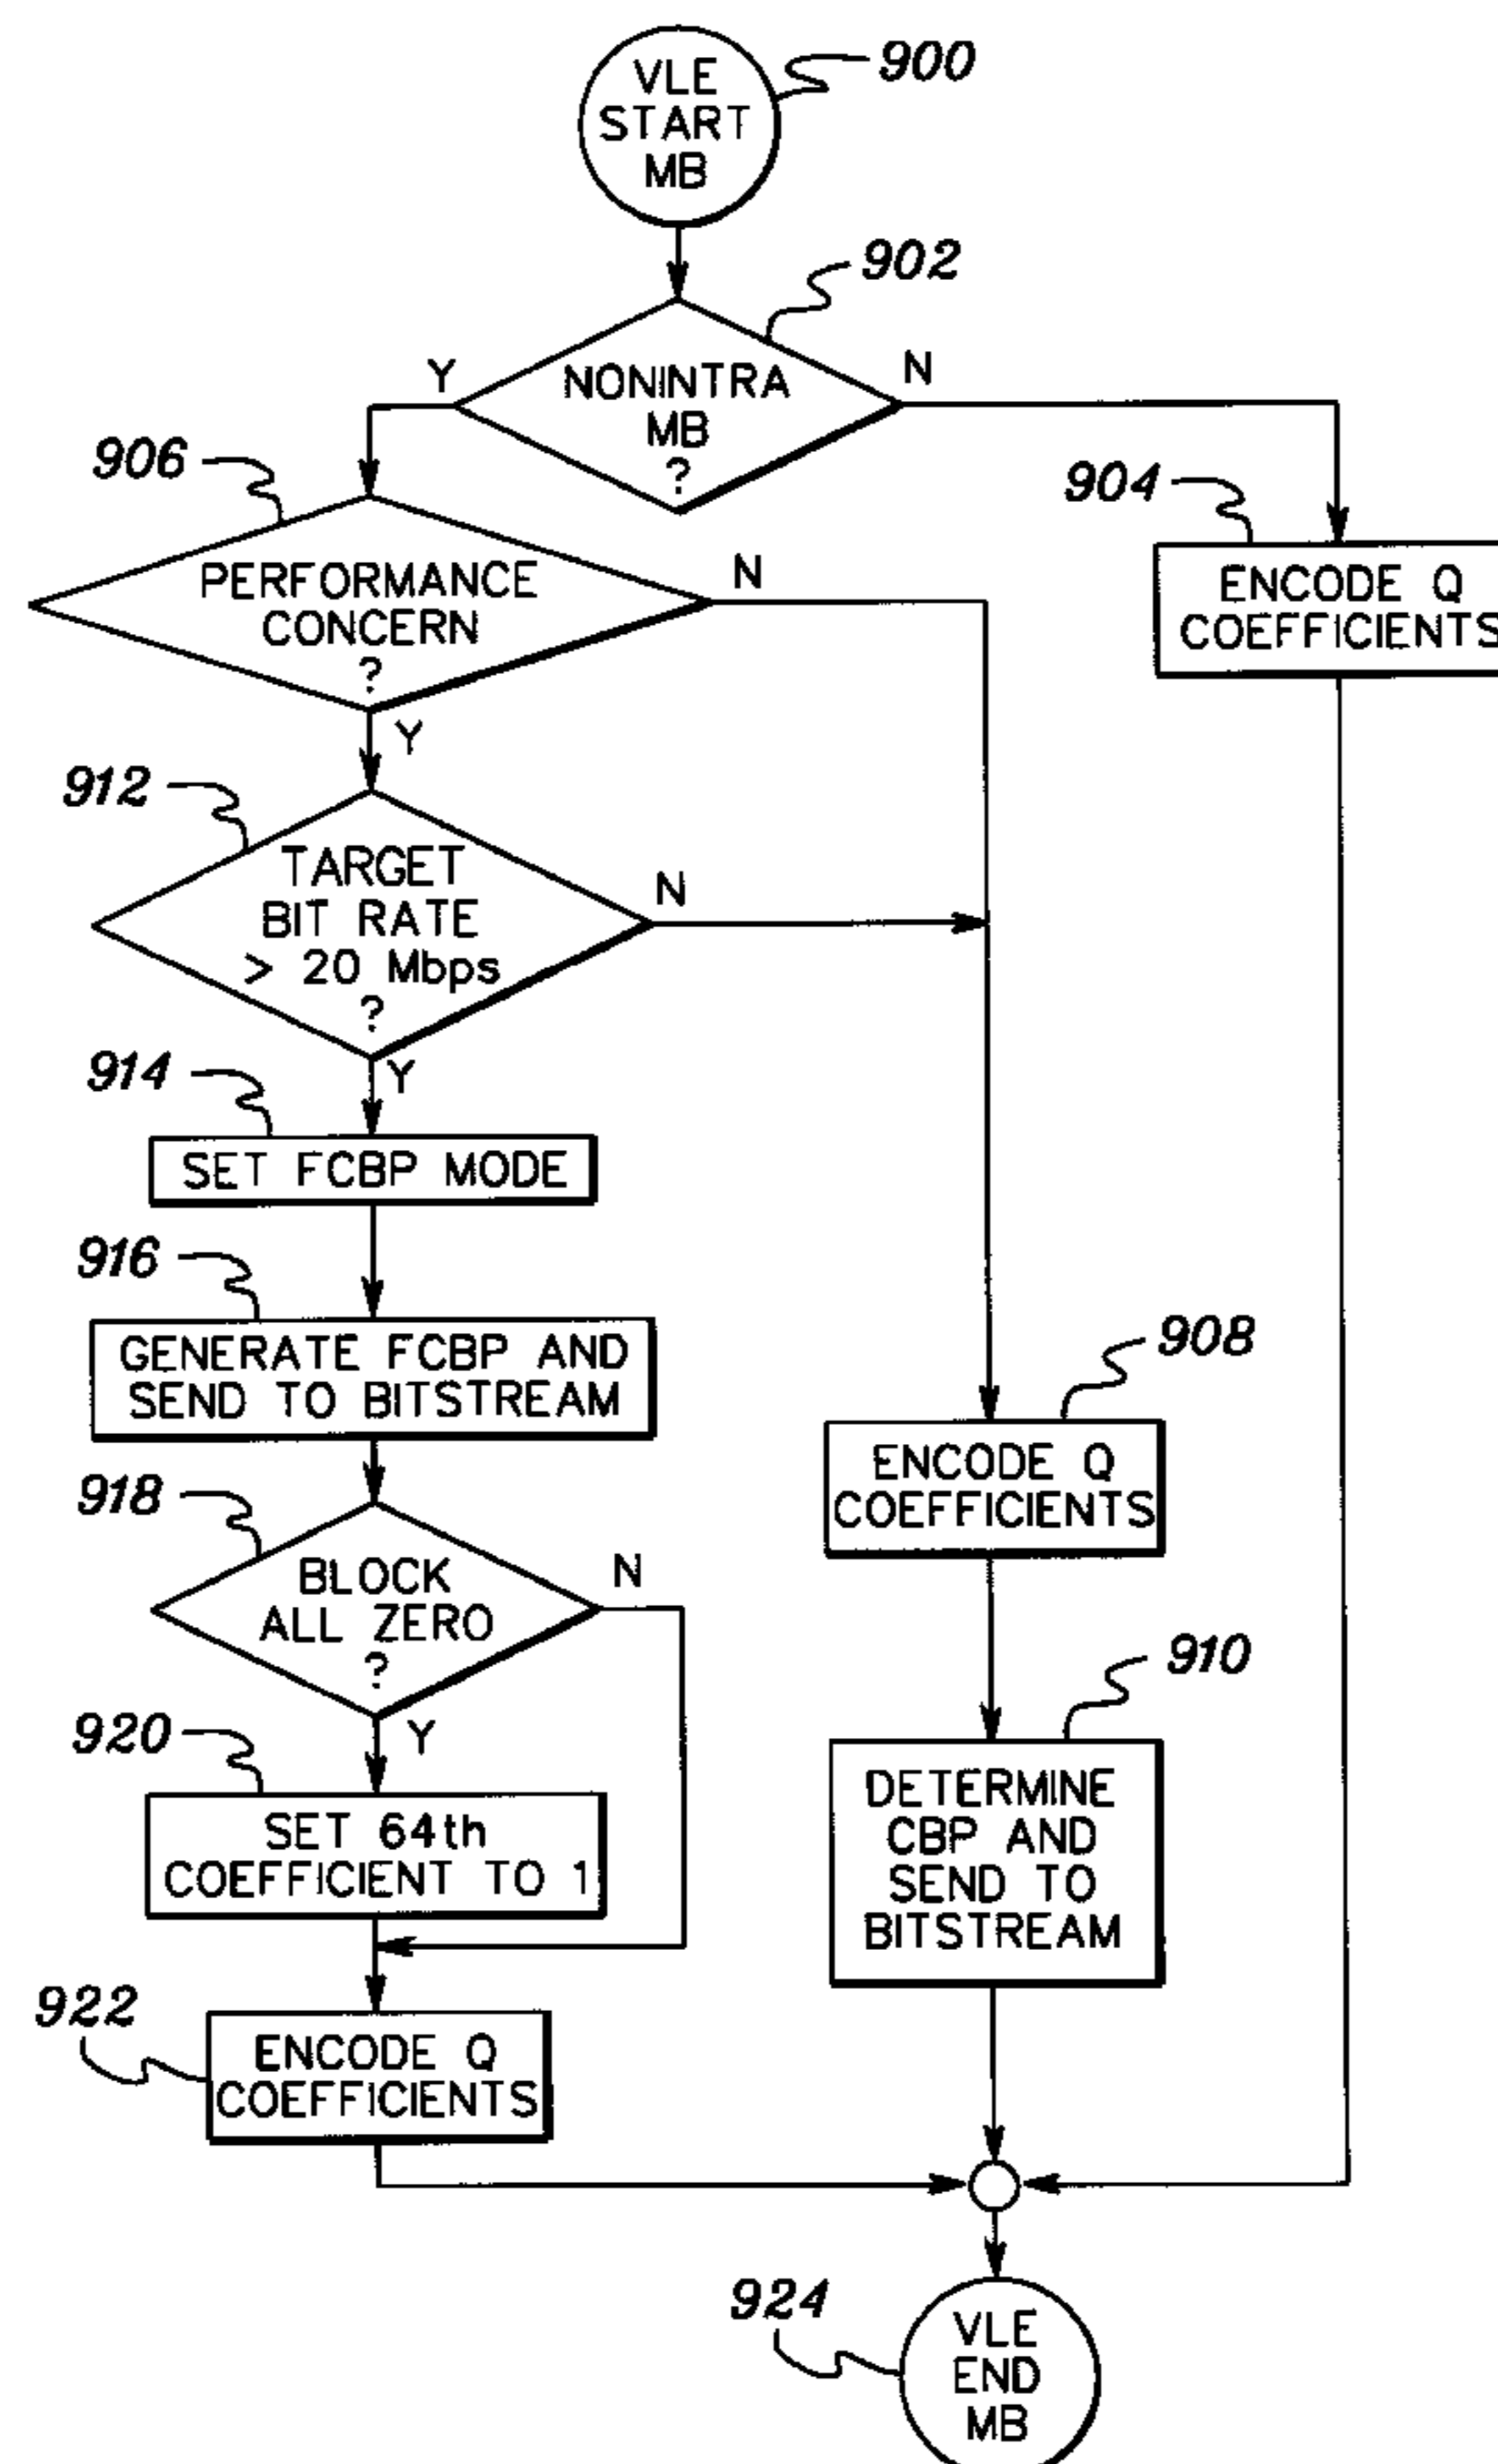 VLE
START
MB
900
902
Y
NONINTRA
MB
?
N
906
904
PERFORMANCE
CONCERN
?
N
ENCODE Q
COEFFICIENTS
Y
912
TARGET
BIT RATE
> 20 Mbps
?
N
Y
914
SET FCBP MODE
916
GENERATE FCBP AND
SEND TO BITSTREAM
908
ENCODE Q
COEFFICIENTS
918
BLOCK
ALL ZERO
?
N
910
Y
920
DETERMINE
CBP AND
SEND TO
BITSTREAM
SET 64th
COEFFICIENT TO 1
922
ENCODE Q
COEFFICIENTS
924
VLE
END
MB